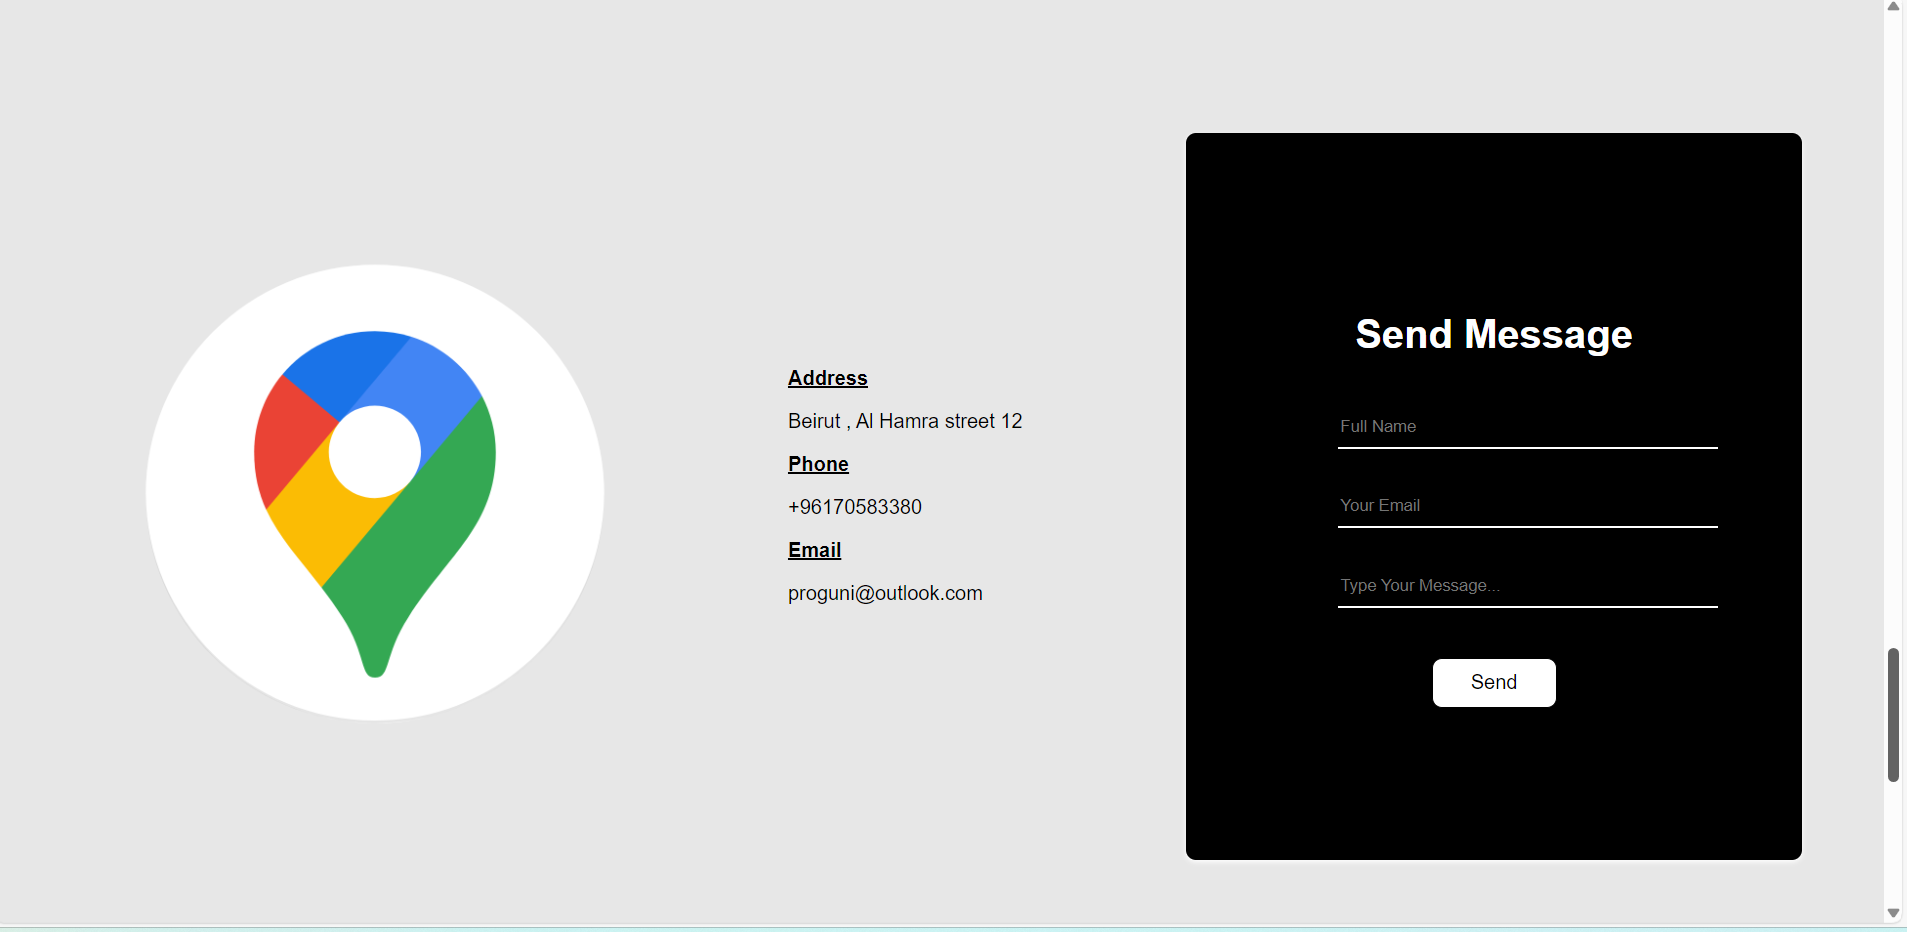 Address
Beirut , Al Hamra street 12
Phone
+96170583380
Email
proguni@outlook.com
Send Message
Full Name
Your Email
Type Your Message...
Send